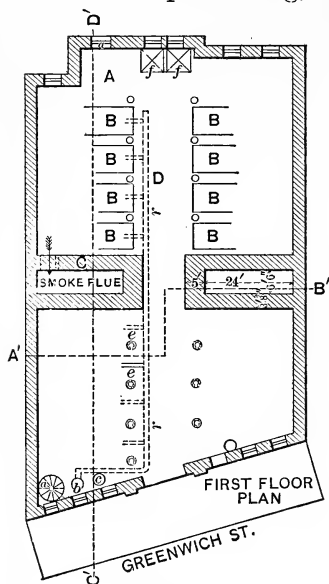 D'
A
f f
B B
B D B
B r B
B B
C
SMOKE FLUE 5' 24'
B'
A'
e
e
r
h c
FIRST FLOOR
PLAN
GREENWICH ST.
C'